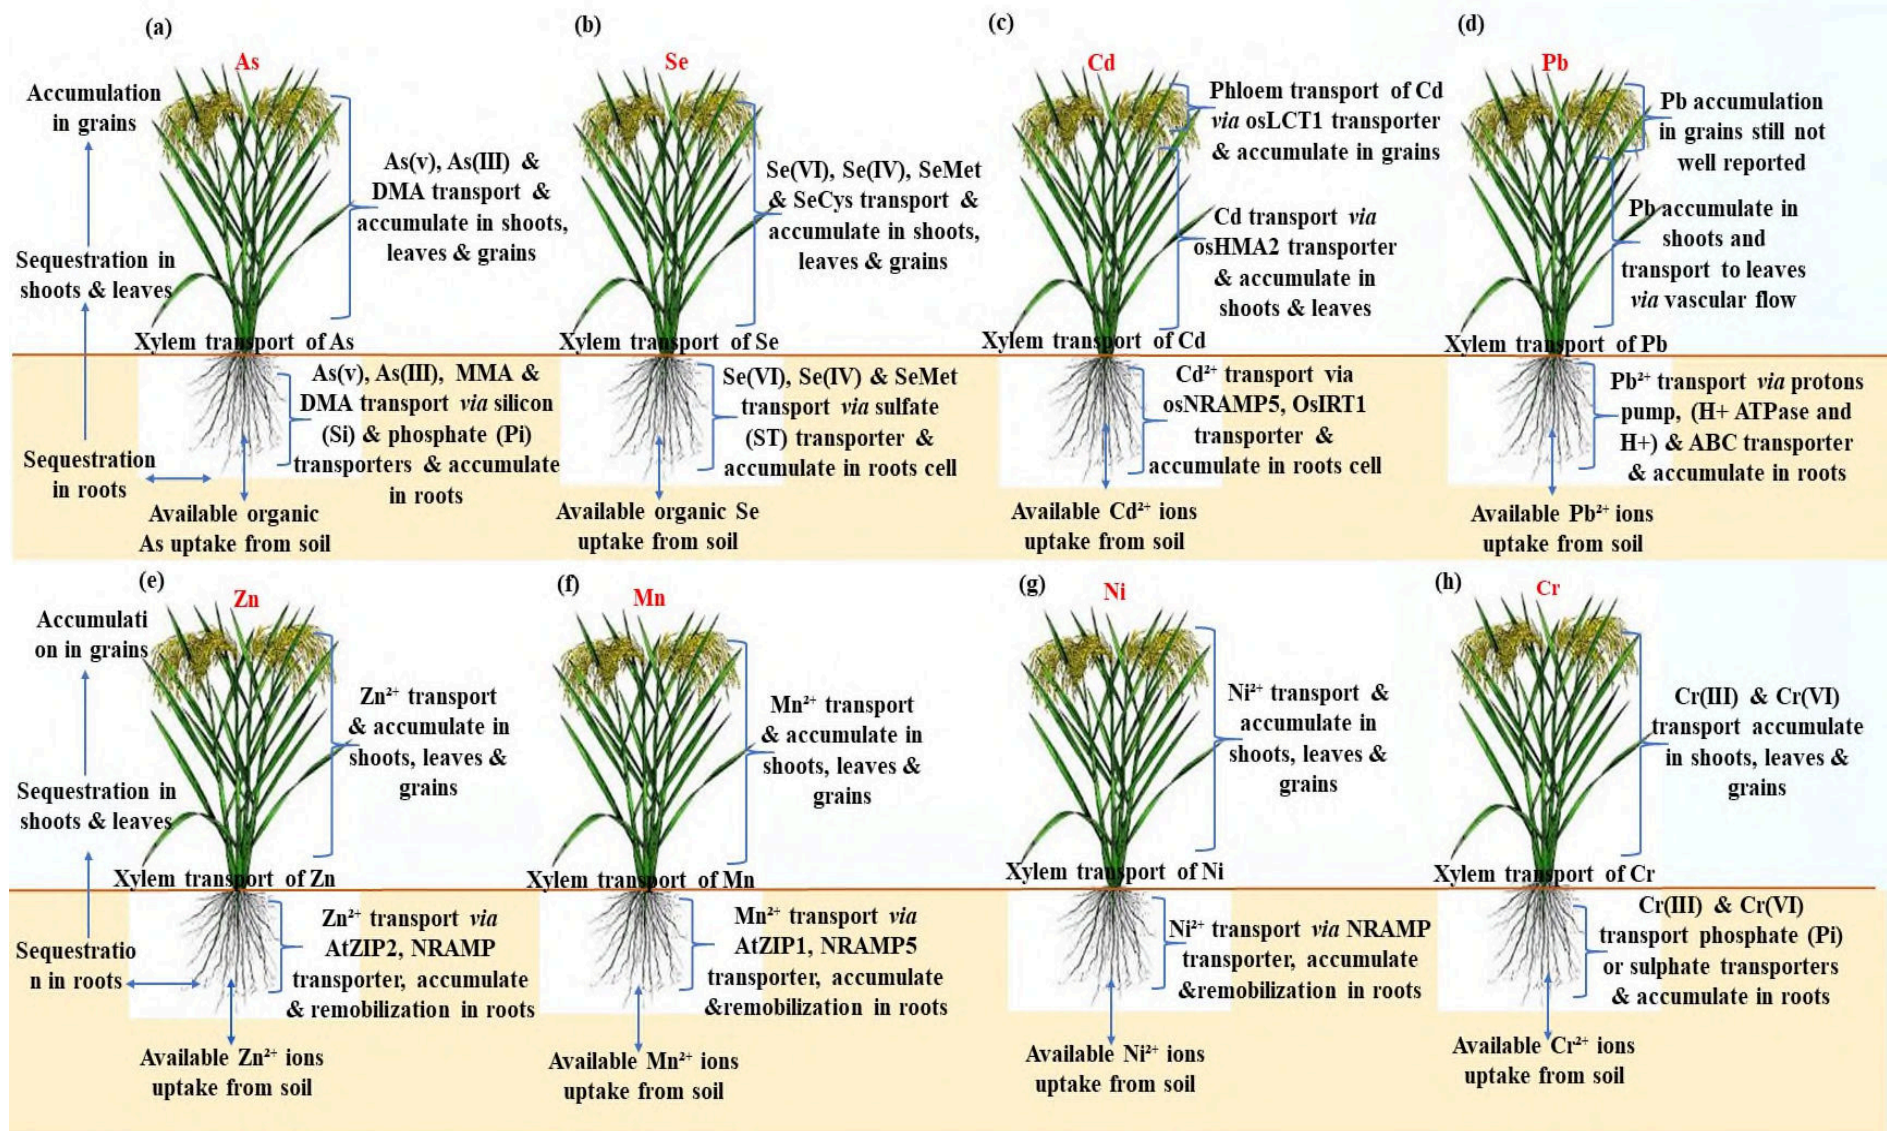 (a)
As
Accumulation
in grains
Sequestration in
shoots & leaves
Sequestration
in roots
As(v), As(III) &
DMA transport &
accumulate in shoots,
leaves & grains
Xylem transport of As
As(v), As(III), MMA &
DMA transport via silicon
(Si) & phosphate (Pi)
transporters & accumulate
in roots
Available organic
As uptake from soil
(b)
Se
Se(VI), Se(IV), SeMet
& SeCys transport &
accumulate in shoots,
leaves & grains
Xylem transport of Se
Se(VI), Se(IV) & SeMet
transport via sulfate
(ST) transporter &
accumulate in roots cell
Available organic Se
uptake from soil
(c)
Cd
Phloem transport of Cd
via osLCT1 transporter
& accumulate in grains
Cd transport via
osHMA2 transporter
& accumulate in
shoots & leaves
Xylem transport of Cd
Cd²⁺ transport via
osNRAMP5, OsIRT1
transporter &
accumulate in roots cell
Available Cd²⁺ ions
uptake from soil
(d)
Pb
Pb accumulation
in grains still not
well reported
Pb accumulate in
shoots and
transport to leaves
via vascular flow
Xylem transport of Pb
Pb²⁺ transport via protons
pump, (H+ ATPase and
H+) & ABC transporter
& accumulate in roots
Available Pb²⁺ ions
uptake from soil
(e)
Zn
Accumulati
on in grains
Sequestration in
shoots & leaves
Sequestratio
n in roots
Zn²⁺ transport
& accumulate in
shoots, leaves &
grains
Xylem transport of Zn
Zn²⁺ transport via
AtZIP2, NRAMP
transporter, accumulate
& remobilization in roots
Available Zn²⁺ ions
uptake from soil
(f)
Mn
Mn²⁺ transport
& accumulate in
shoots, leaves &
grains
Xylem transport of Mn
Mn²⁺ transport via
AtZIP1, NRAMP5
transporter, accumulate
&remobilization in roots
Available Mn²⁺ ions
uptake from soil
(g)
Ni
Ni²⁺ transport &
accumulate in
shoots, leaves &
grains
Xylem transport of Ni
Ni²⁺ transport via NRAMP
transporter, accumulate
&remobilization in roots
Available Ni²⁺ ions
uptake from soil
(h)
Cr
Cr(III) & Cr(VI)
transport accumulate
in shoots, leaves &
grains
Xylem transport of Cr
Cr(III) & Cr(VI)
transport phosphate (Pi)
or sulphate transporters
& accumulate in roots
Available Cr²⁺ ions
uptake from soil